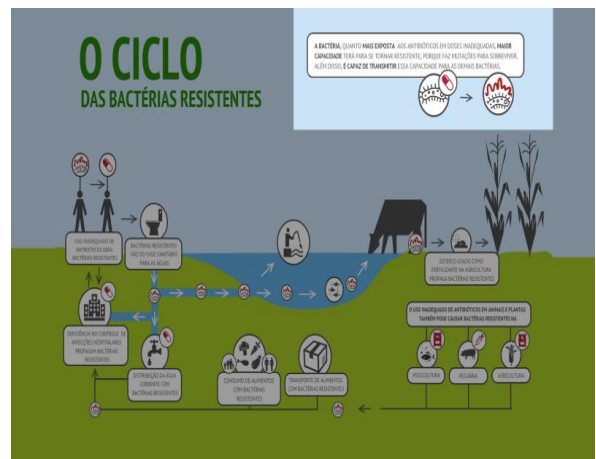 O CICLO
DAS BACTÉRIAS RESISTENTES
A BACTÉRIA, QUANTO MAIS EXPOSTA AOS ANTIBIÓTICOS EM DOSES INADEQUADAS, MAIOR
CAPACIDADE TERÁ PARA SE TORNAR RESISTENTE, PORQUE FAZ MUTAÇÕES PARA SOBREVIVER.
ALÉM DISSO, É CAPAZ DE TRANSMITIR ESSA CAPACIDADE PARA AS DEMAIS BACTÉRIAS.
USO INADEQUADO DE
ANTIBIÓTICOS GERA
BACTÉRIAS RESISTENTES
BACTÉRIAS RESISTENTES
VÃO DO VASO SANITÁRIO
PARA AS ÁGUAS
ESTERCO USADO COMO
FERTILIZANTE NA AGRICULTURA
PROPAGA BACTÉRIAS RESISTENTES
DEFICIÊNCIA NO CONTROLE DE
INFECÇÕES HOSPITALARES
PROPAGAM BACTÉRIAS
RESISTENTES
DISTRIBUIÇÃO DA ÁGUA
CORRENTE COM
BACTÉRIAS RESISTENTES
CONSUMO DE ALIMENTOS
COM BACTÉRIAS
RESISTENTES
TRANSPORTE DE ALIMENTOS
COM BACTÉRIAS RESISTENTES
O USO INADEQUADO DE ANTIBIÓTICOS EM ANIMAIS E PLANTAS
TAMBÉM PODE CAUSAR BACTÉRIAS RESISTENTES NA
PISCICULTURA
PECUÁRIA
AGRICULTURA